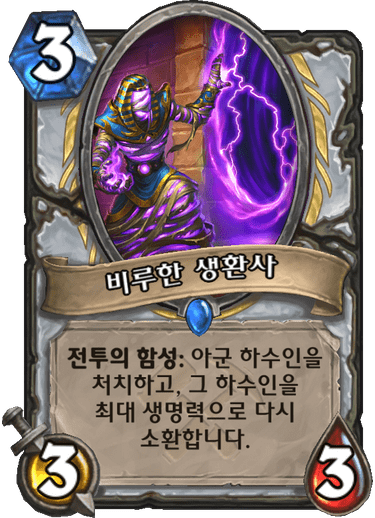 3
비루한 생환사
전투의 함성: 아군 하수인을
처치하고, 그 하수인을
최대 생명력으로 다시
소환합니다.
3
3